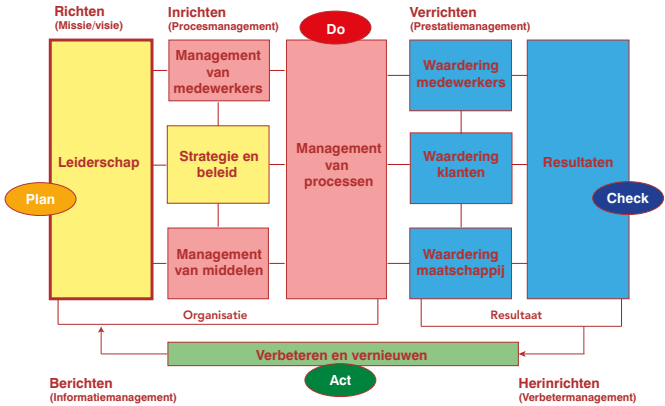 Richten
(Missie/visie)
Inrichten
(Procesmanagement)
Do
Verrichten
(Prestatiemanagement)
Management
van
medewerkers
Waardering
medewerkers
Leiderschap
Strategie en
beleid
Management
van
processen
Waardering
klanten
Resultaten
Plan
Check
Management
van middelen
Waardering
maatschappij
Organisatie
Resultaat
Verbeteren en vernieuwen
Act
Berichten
(Informatiemanagement)
Herinrichten
(Verbetermanagement)